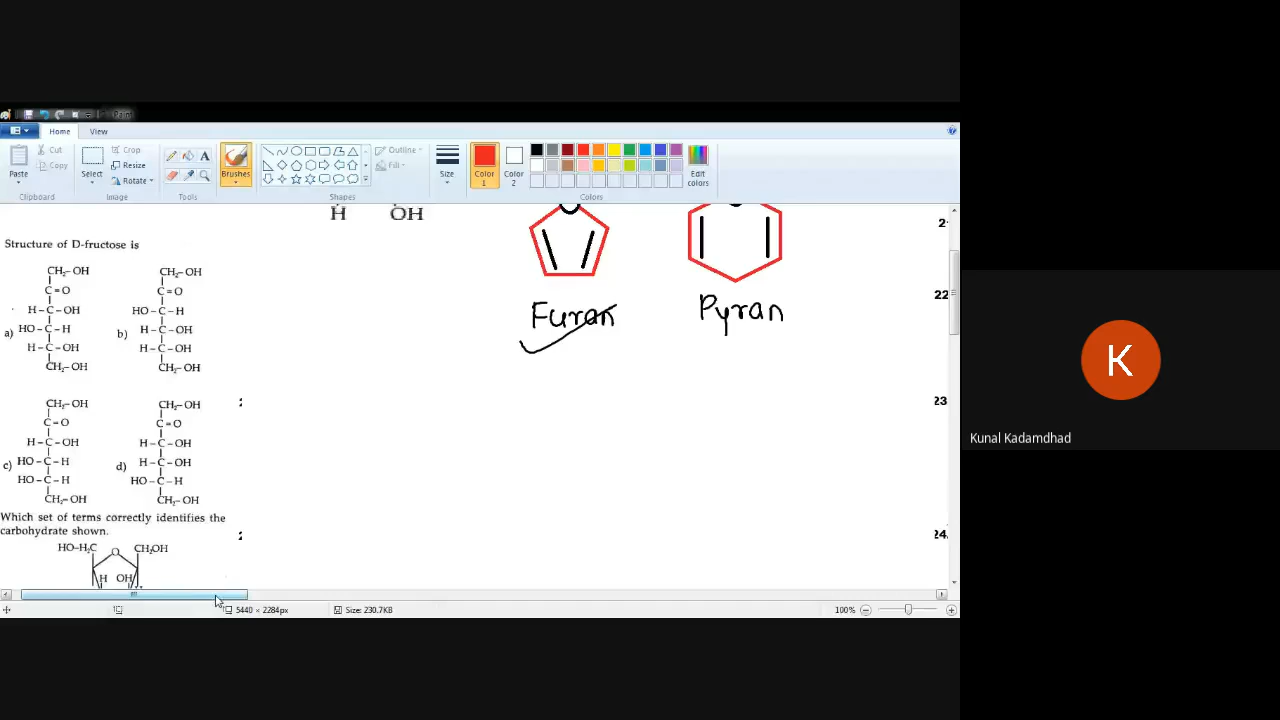 Home View
Cut
Copy
Paste
Clipboard
Crop
Resize
Rotate
Select
Image
Tools
Brushes
Outline
Fill
Shapes
Size
Color 1
Color 2
Edit colors
Colors
H OH
Structure of D-fructose is
a)
CH₂-OH
C=O
H-C-OH
HO-C-H
H-C-OH
CH₂-OH
b)
CH₂-OH
C=O
HO-C-H
H-C-OH
H-C-OH
CH₂-OH
c)
CH₂-OH
C=O
H-C-OH
HO-C-H
HO-C-H
CH₂-OH
d)
CH₂-OH
C=O
H-C-OH
H-C-OH
HO-C-H
CH₂-OH
Which set of terms correctly identifies the
carbohydrate shown.
HO-H₂C O CH₂OH
H OH
Furan
Pyran
22
23
24.
K
Kunal Kadamdhad
5440 × 2284px
Size: 230.7KB
100%